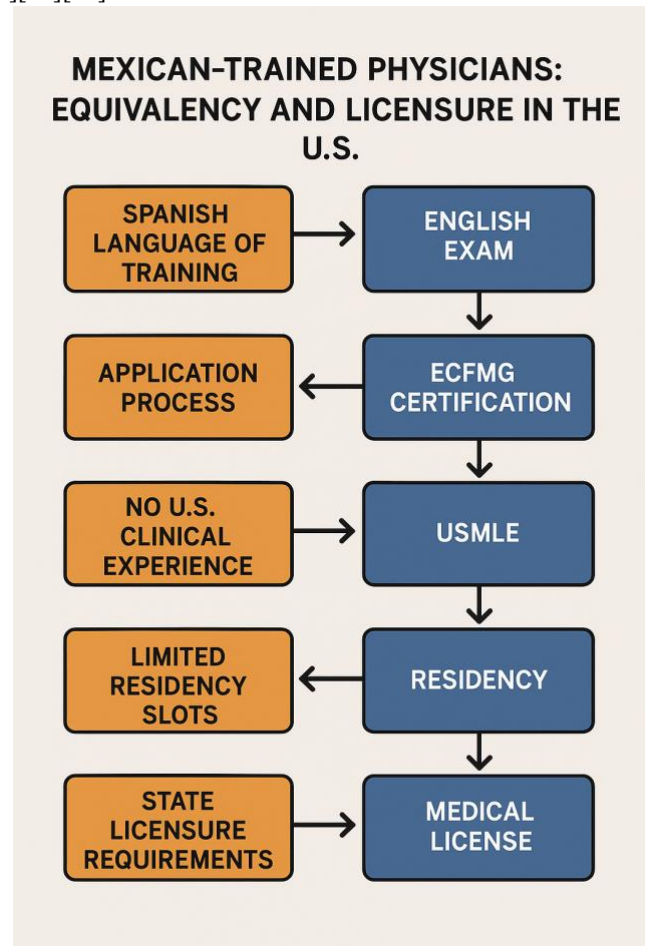 MEXICAN-TRAINED PHYSICIANS:
EQUIVALENCY AND LICENSURE IN THE
U.S.
SPANISH
LANGUAGE OF
TRAINING
ENGLISH
EXAM
APPLICATION
PROCESS
ECFMG
CERTIFICATION
NO U.S.
CLINICAL
EXPERIENCE
USMLE
LIMITED
RESIDENCY
SLOTS
RESIDENCY
STATE
LICENSURE
REQUIREMENTS
MEDICAL
LICENSE